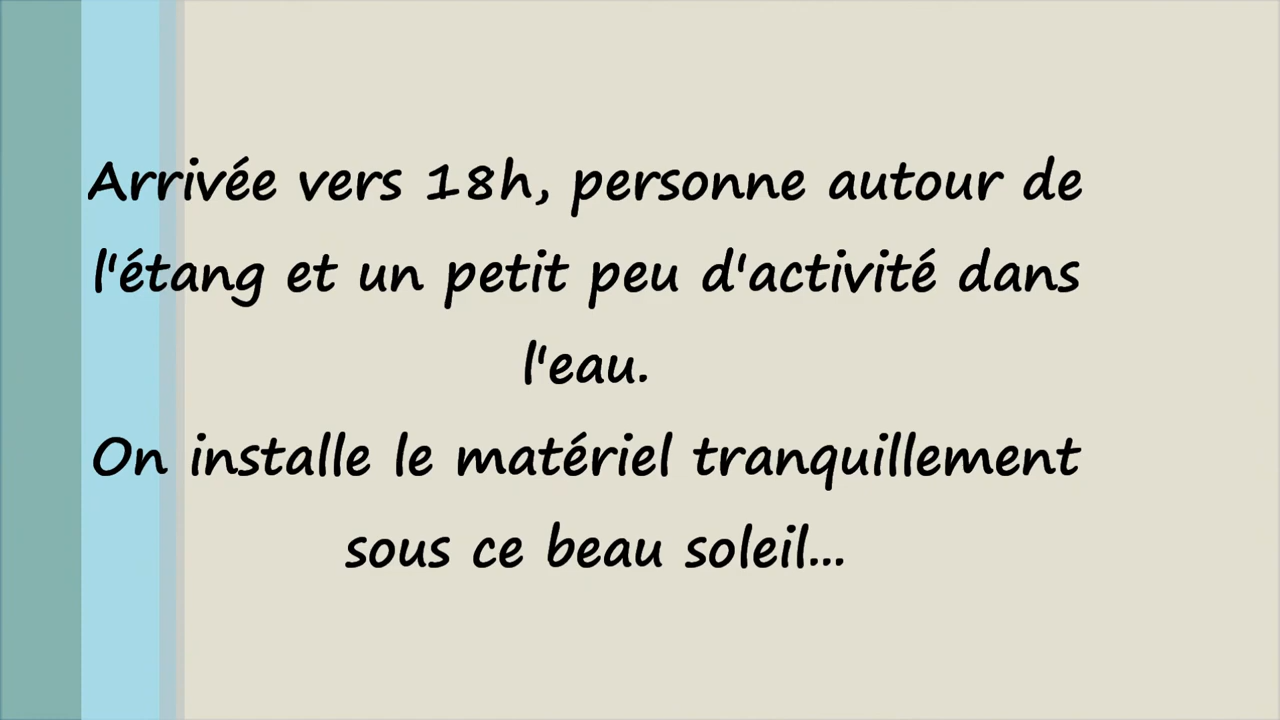 Arrivée vers 18h, personne autour de
l'étang et un petit peu d'activité dans
l'eau.
On installe le matériel tranquillement
sous ce beau soleil...